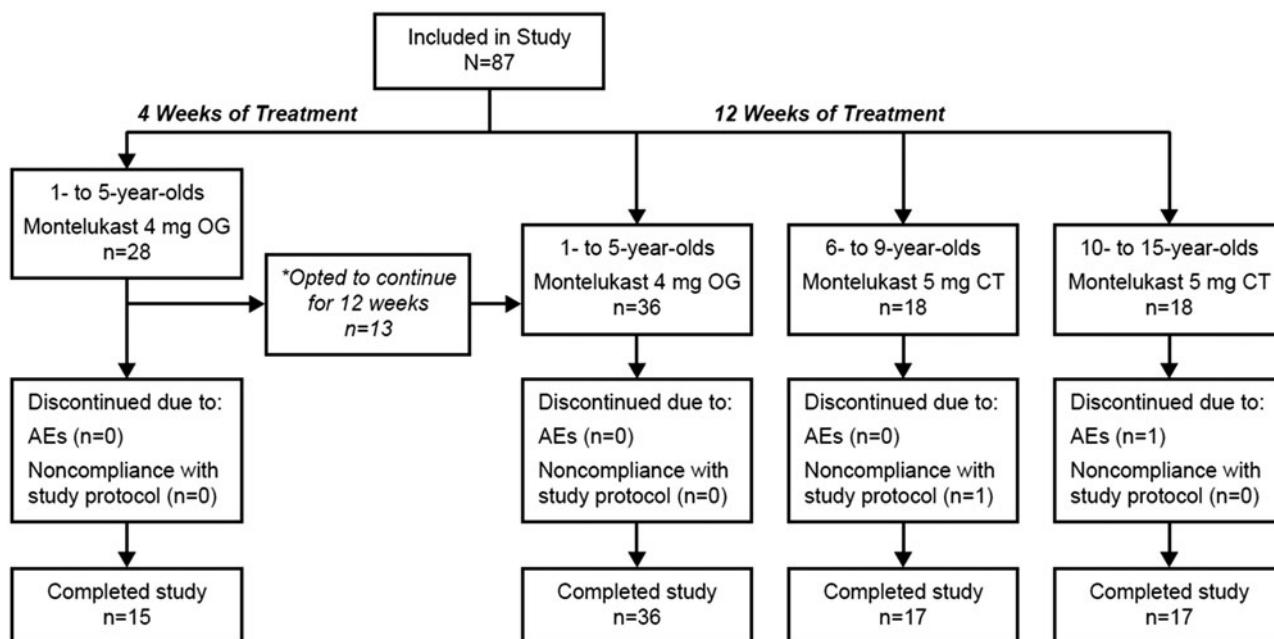 Included in Study
N=87
4 Weeks of Treatment
12 Weeks of Treatment
1- to 5-year-olds
Montelukast 4 mg OG
n=28
*Opted to continue
for 12 weeks
n=13
1- to 5-year-olds
Montelukast 4 mg OG
n=36
6- to 9-year-olds
Montelukast 5 mg CT
n=18
10- to 15-year-olds
Montelukast 5 mg CT
n=18
Discontinued due to:
AEs (n=0)
Noncompliance with
study protocol (n=0)
Discontinued due to:
AEs (n=0)
Noncompliance with
study protocol (n=0)
Discontinued due to:
AEs (n=0)
Noncompliance with
study protocol (n=1)
Discontinued due to:
AEs (n=1)
Noncompliance with
study protocol (n=0)
Completed study
n=15
Completed study
n=36
Completed study
n=17
Completed study
n=17